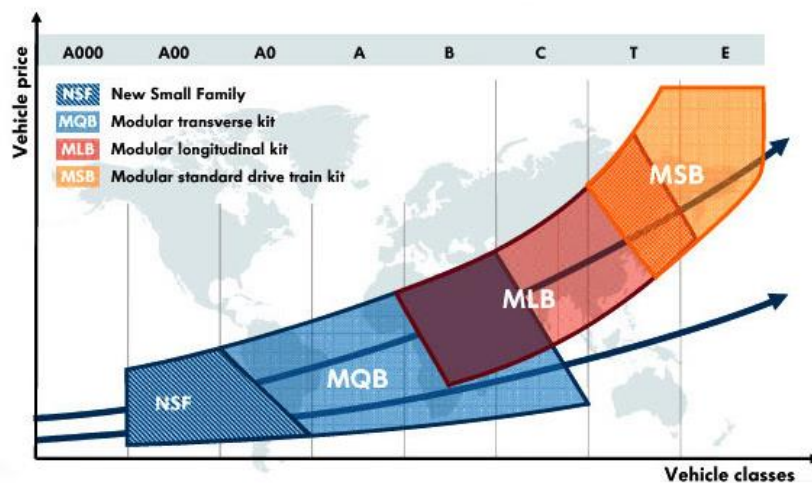 Vehicle price
A000 A00 A0 A B C T E
NSF New Small Family
MQB Modular transverse kit
MLB Modular longitudinal kit
MSB Modular standard drive train kit
MSB
MLB
MQB
NSF
Vehicle classes